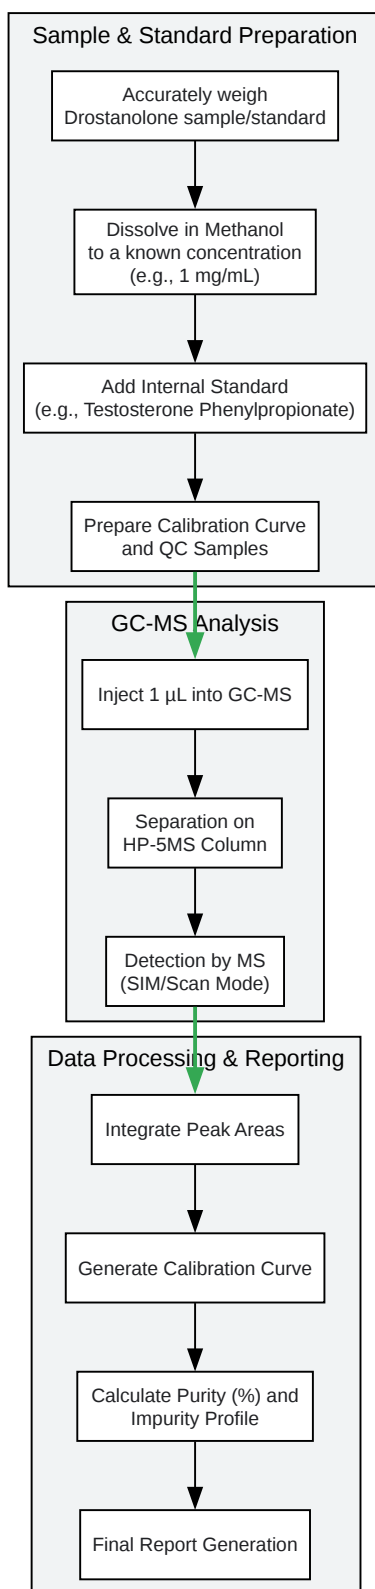 Sample & Standard Preparation
Accurately weigh
Drostanolone sample/standard
Dissolve in Methanol
to a known concentration
(e.g., 1 mg/mL)
Add Internal Standard
(e.g., Testosterone Phenylpropionate)
Prepare Calibration Curve
and QC Samples
GC-MS Analysis
Inject 1 µL into GC-MS
Separation on
HP-5MS Column
Detection by MS
(SIM/Scan Mode)
Data Processing & Reporting
Integrate Peak Areas
Generate Calibration Curve
Calculate Purity (%) and
Impurity Profile
Final Report Generation